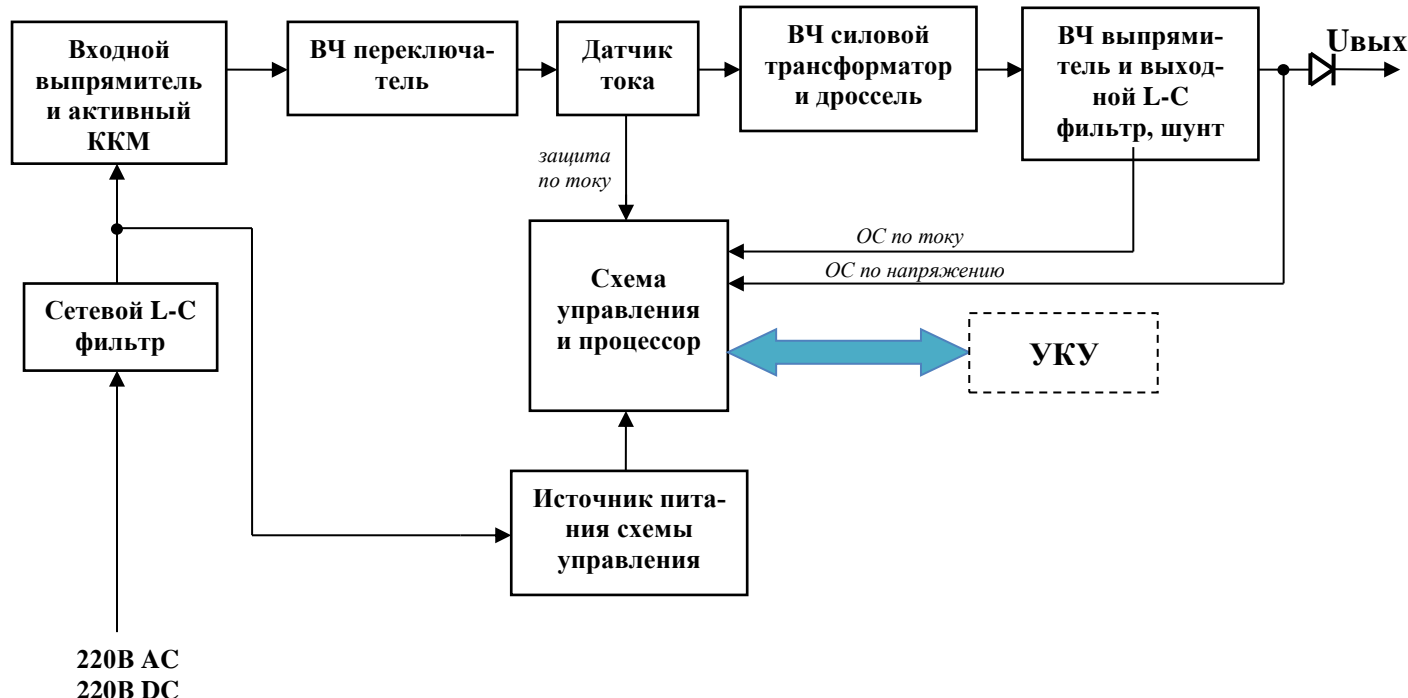 Входной
выпрямитель
и активный
ККМ
ВЧ переключа-
тель
Датчик
тока
ВЧ силовой
трансформатор
и дроссель
ВЧ выпрями-
тель и выход-
ной L-C
фильтр, шунт
Uвых
защита
по току
ОС по току
ОС по напряжению
Схема
управления
и процессор
Сетевой L-C
фильтр
УКУ
Источник пита-
ния схемы
управления
220В AC
220В DC